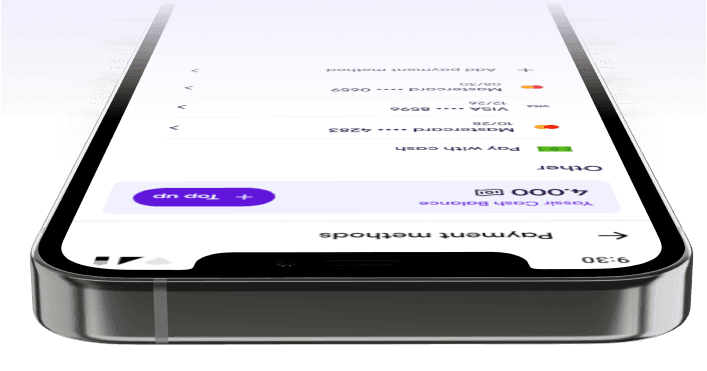 9:30
Payment methods
Yassir Cash Balance
4,000
+ Top up
Other
Pay with cash
Mastercard •••• 4283
10/28
VISA
VISA •••• 8596
12/26
Mastercard •••• 0659
08/30
+ Add payment method